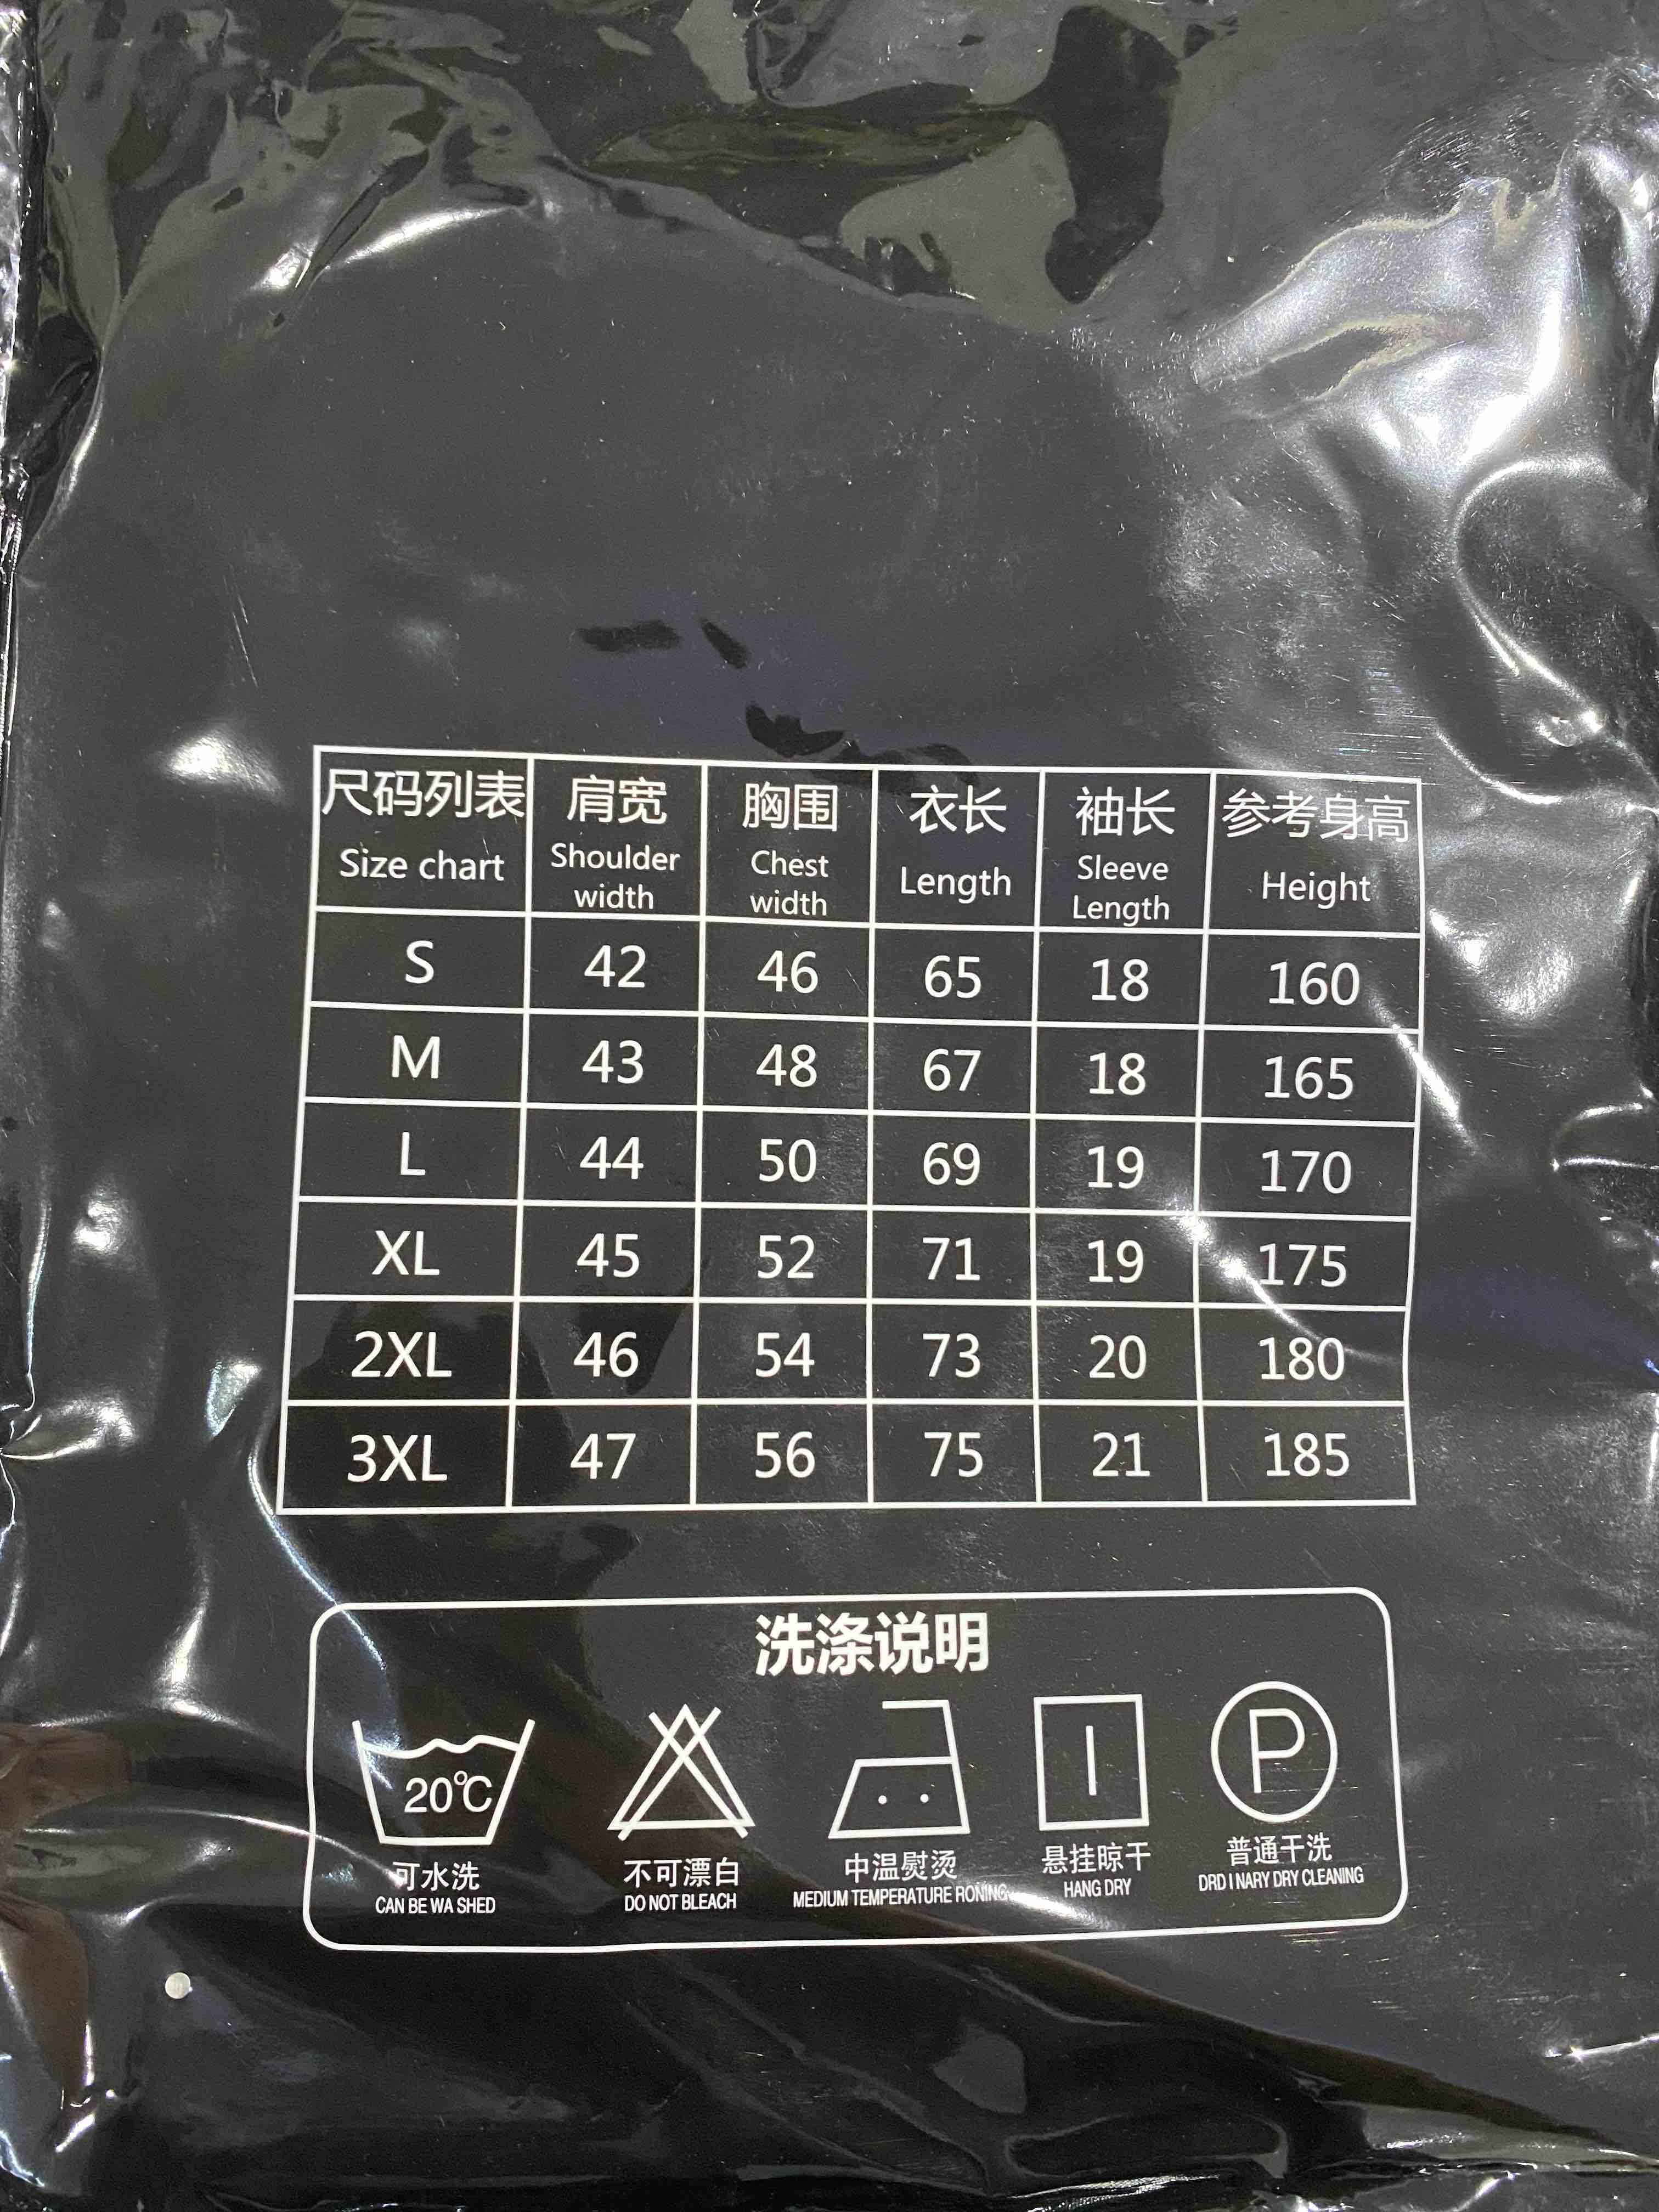 尺码列表 肩宽 胸围 衣长 袖长 参考身高
Size chart Shoulder width Chest width Length Sleeve Length Height
S 42 46 65 18 160
M 43 48 67 18 165
L 44 50 69 19 170
XL 45 52 71 19 175
2XL 46 54 73 20 180
3XL 47 56 75 21 185
洗涤说明
20℃ P
可水洗 不可漂白 中温熨烫 悬挂晾干 普通干洗
CAN BE WA SHED DO NOT BLEACH MEDIUM TEMPERATURE RONING HANG DRY DRD I NARY DRY CLEANING